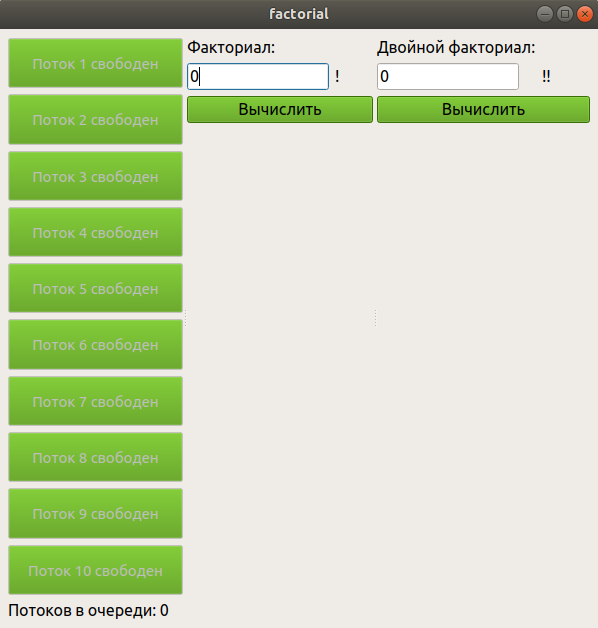 factorial
Поток 1 свободен
Поток 2 свободен
Поток 3 свободен
Поток 4 свободен
Поток 5 свободен
Поток 6 свободен
Поток 7 свободен
Поток 8 свободен
Поток 9 свободен
Поток 10 свободен
Потоков в очереди: 0
Факториал:
0 !
Вычислить
Двойной факториал:
0 !!
Вычислить